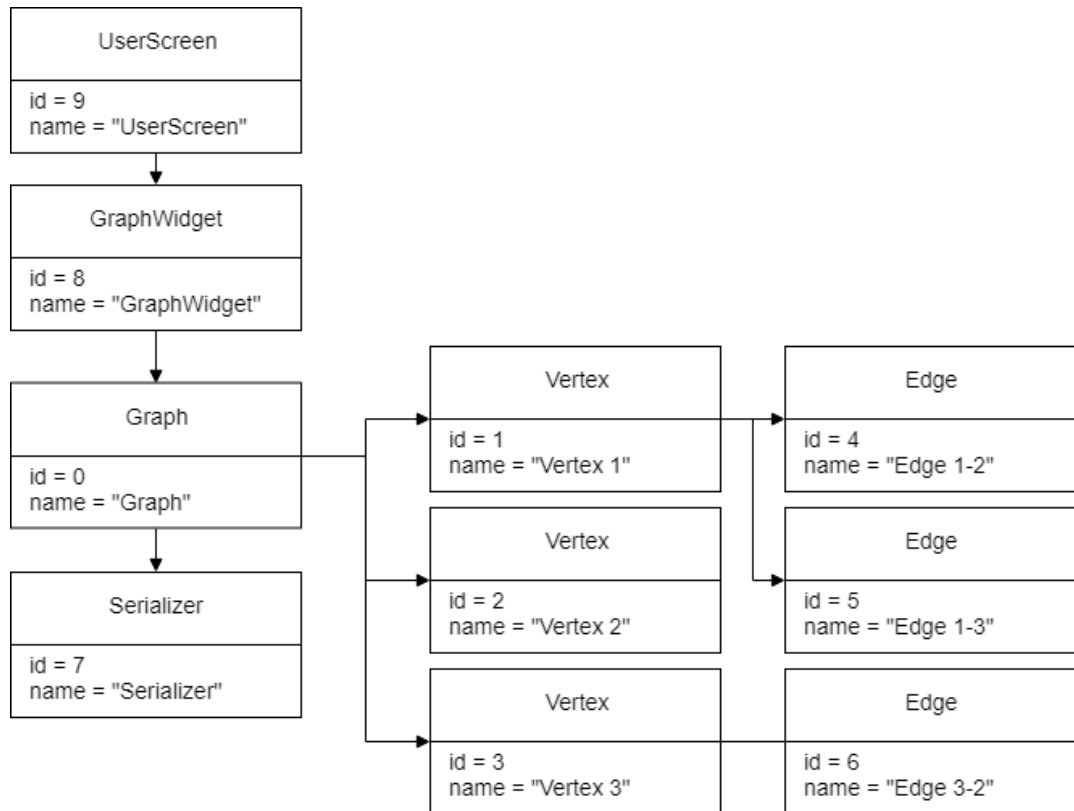 UserScreen
id = 9
name = "UserScreen"
GraphWidget
id = 8
name = "GraphWidget"
Graph
id = 0
name = "Graph"
Serializer
id = 7
name = "Serializer"
Vertex
id = 1
name = "Vertex 1"
Edge
id = 4
name = "Edge 1-2"
Vertex
id = 2
name = "Vertex 2"
Edge
id = 5
name = "Edge 1-3"
Vertex
id = 3
name = "Vertex 3"
Edge
id = 6
name = "Edge 3-2"